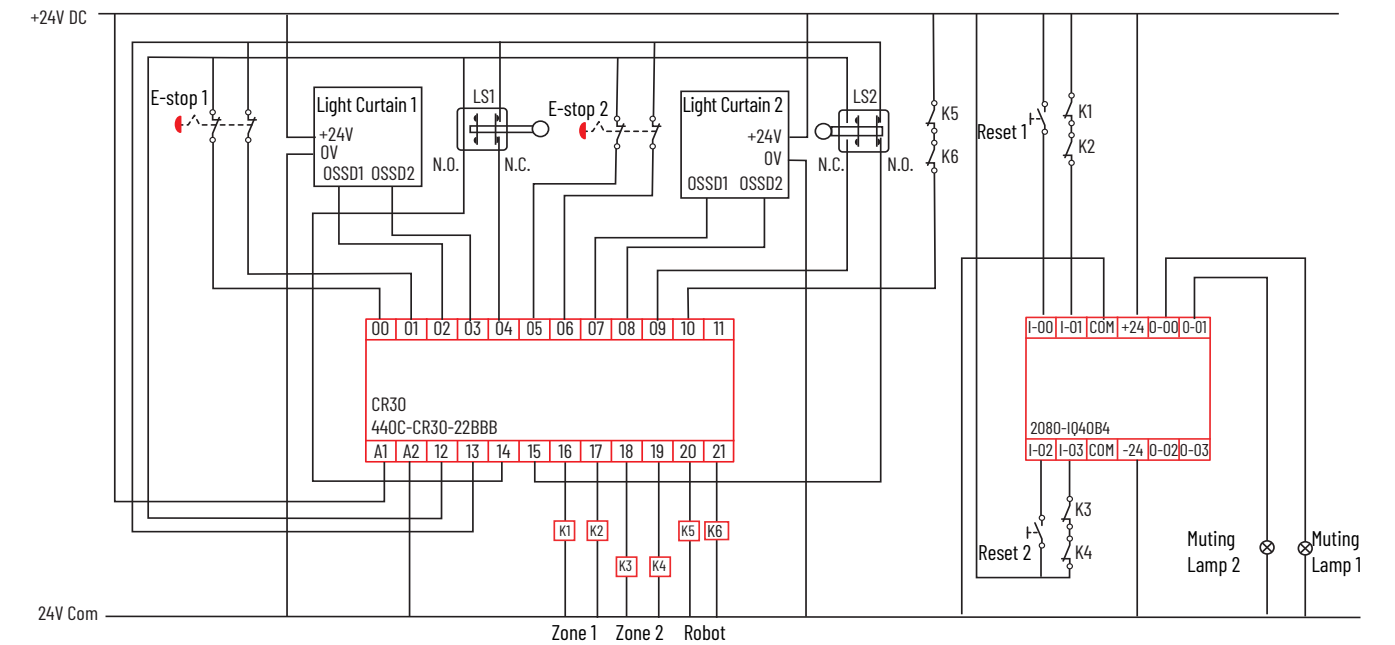 +24V DC
E-stop 1
Light Curtain 1
+24V
0V
OSSD1 OSSD2
LS1
N.O.
N.C.
E-stop 2
Light Curtain 2
+24V
0V
OSSD1 OSSD2
LS2
N.C.
N.O.
K5
K6
Reset 1
K1
K2
00 01 02 03 04 05 06 07 08 09 10 11
CR30
440C-CR30-22BBB
A1 A2 12 13 14 15 16 17 18 19 20 21
I-00 I-01 COM +24 O-00 O-01
2080-IQ4OB4
I-02 I-03 COM -24 O-02 O-03
K1
K2
K3
K4
K5
K6
Reset 2
K3
K4
Muting
Lamp 2
Muting
Lamp 1
24V Com
Zone 1
Zone 2
Robot